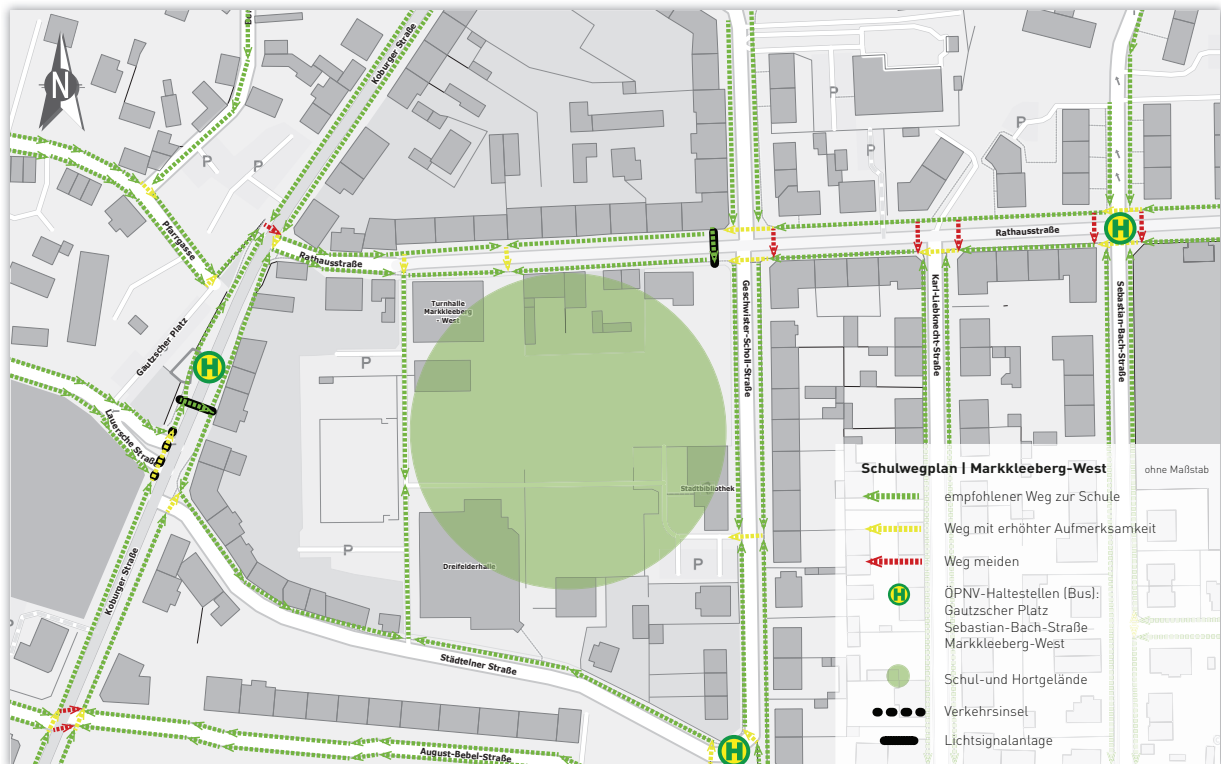 N
Koburger Straße
P
P
P
P
P
Pfarrgasse
Rathausstraße
Rathausstraße
H
Turnhalle
Markkleeberg
- West
Gautzscher Platz
H
P
Geschwister-Scholl-Straße
Karl-Liebknecht-Straße
Sebastian-Bach-Straße
Lauersche Straße
Stadtbibliothek
P
P
Dreifelderhalle
Koburger Straße
Städtelner Straße
August-Bebel-Straße
H
Schulwegplan | Markkleeberg-West
ohne Maßstab
empfohlener Weg zur Schule
Weg mit erhöhter Aufmerksamkeit
Weg meiden
H
ÖPNV-Haltestellen (Bus):
Gautzscher Platz
Sebastian-Bach-Straße
Markkleeberg-West
Schul-und Hortgelände
Verkehrsinsel
Lichtsignalanlage